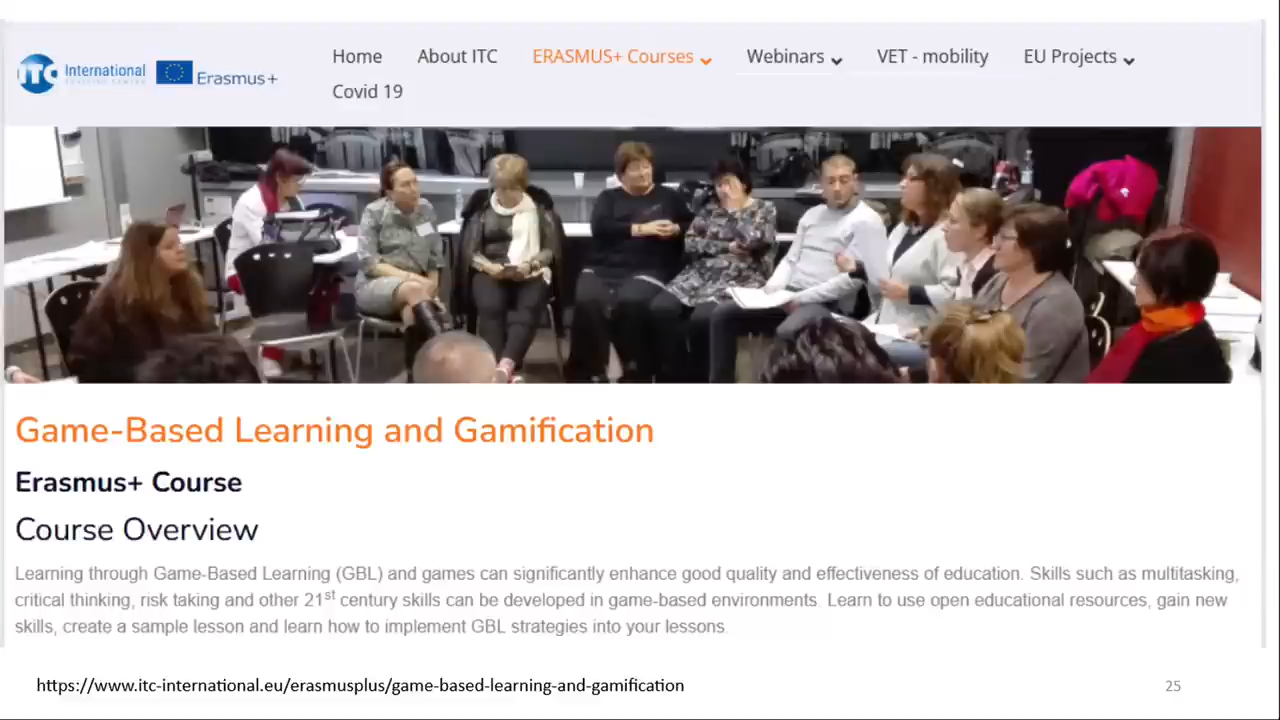 Home About ITC ERASMUS+ Courses Webinars VET - mobility EU Projects
ITC International
Erasmus+
Covid 19
Game-Based Learning and Gamification
Erasmus+ Course
Course Overview
Learning through Game-Based Learning (GBL) and games can significantly enhance good quality and effectiveness of education. Skills such as multitasking,
critical thinking, risk taking and other 21st century skills can be developed in game-based environments. Learn to use open educational resources, gain new
skills, create a sample lesson and learn how to implement GBL strategies into your lessons.
https://www.itc-international.eu/erasmusplus/game-based-learning-and-gamification
25